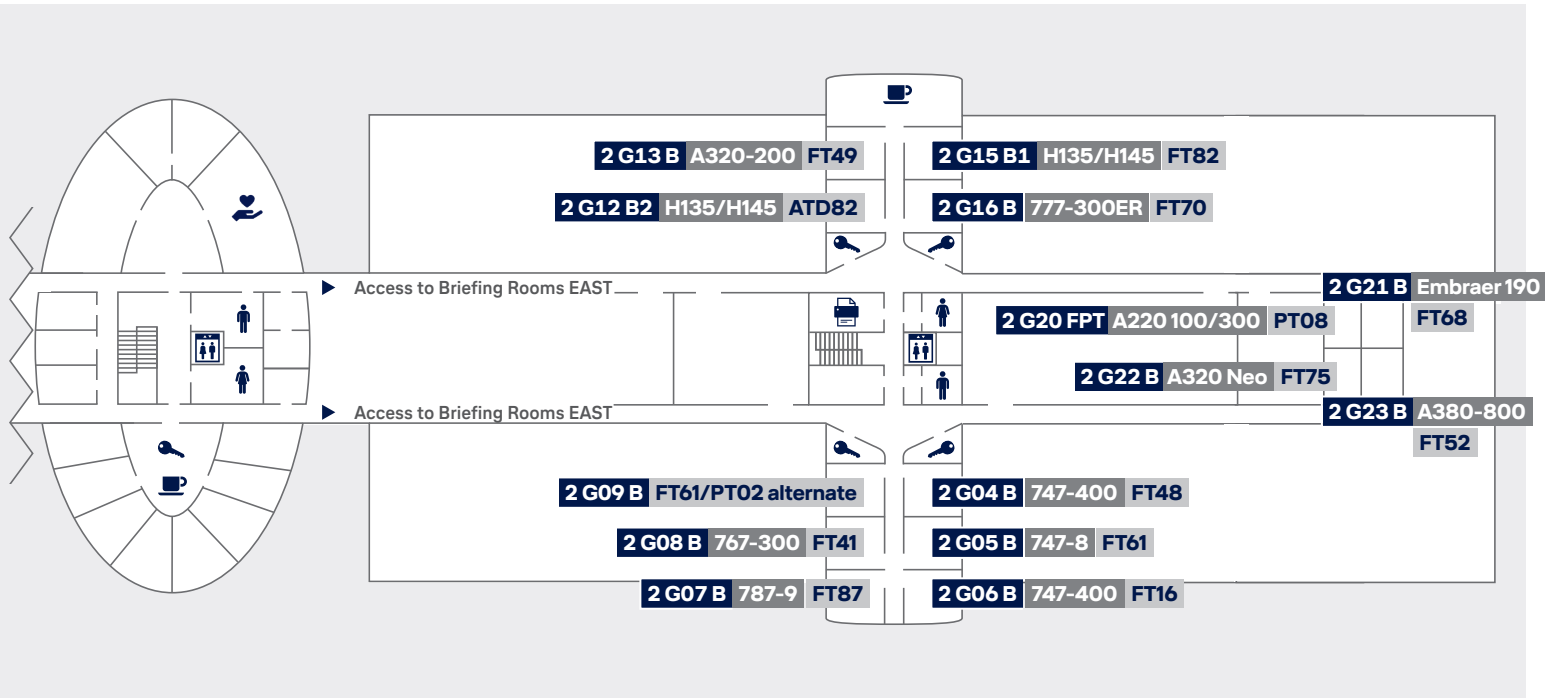 2 G13 B A320-200 FT49
2 G15 B1 H135/H145 FT82
2 G12 B2 H135/H145 ATD82
2 G16 B 777-300ER FT70
Access to Briefing Rooms EAST
2 G21 B Embraer 190
FT68
2 G20 FPT A220 100/300 PT08
2 G22 B A320 Neo FT75
Access to Briefing Rooms EAST
2 G23 B A380-800
FT52
2 G09 B FT61/PT02 alternate
2 G04 B 747-400 FT48
2 G08 B 767-300 FT41
2 G05 B 747-8 FT61
2 G07 B 787-9 FT87
2 G06 B 747-400 FT16